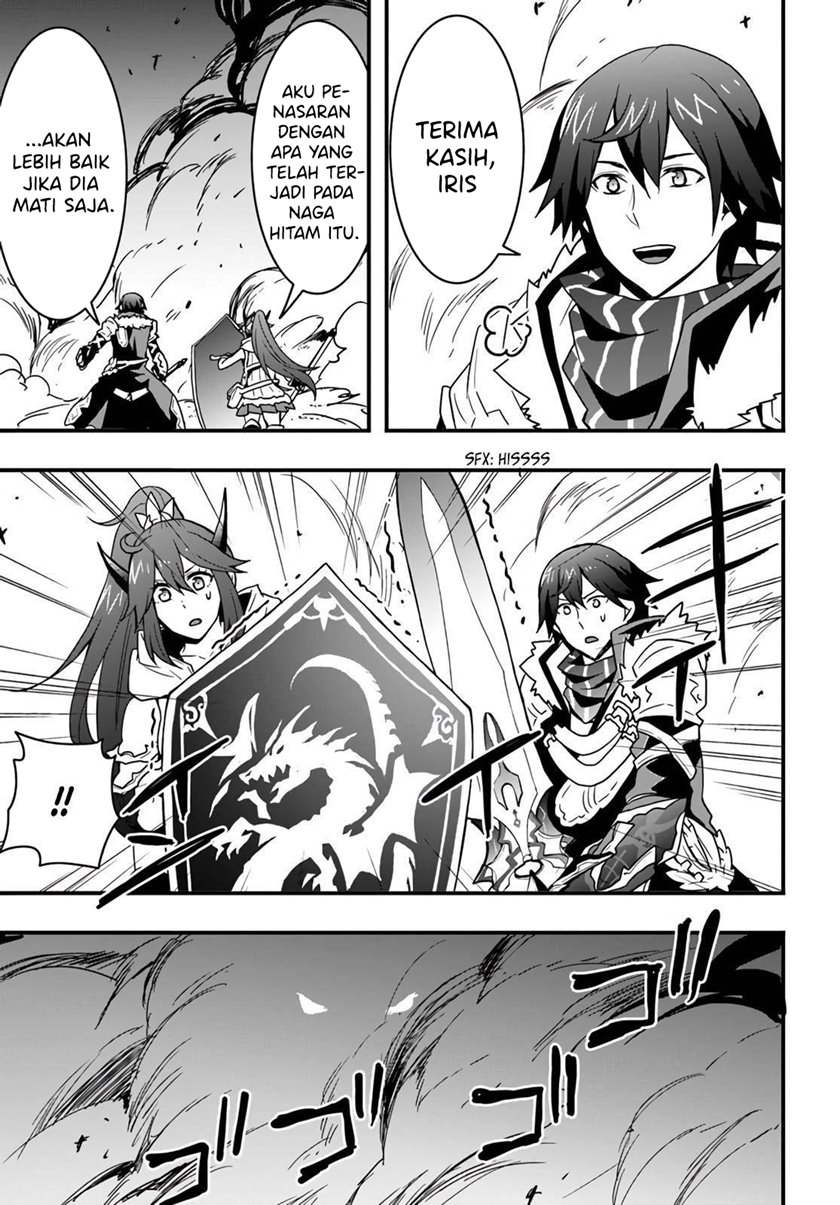 TERIMA
KASIH,
IRIS
AKU PE-
NASARAN
DENGAN
APA YANG
TELAH TER-
JADI PADA
NAGA
HITAM ITU.
...AKAN
LEBIH BAIK
JIKA DIA
MATI SAJA.
SFX: HISSSS
!!
ゴゴゴゴ